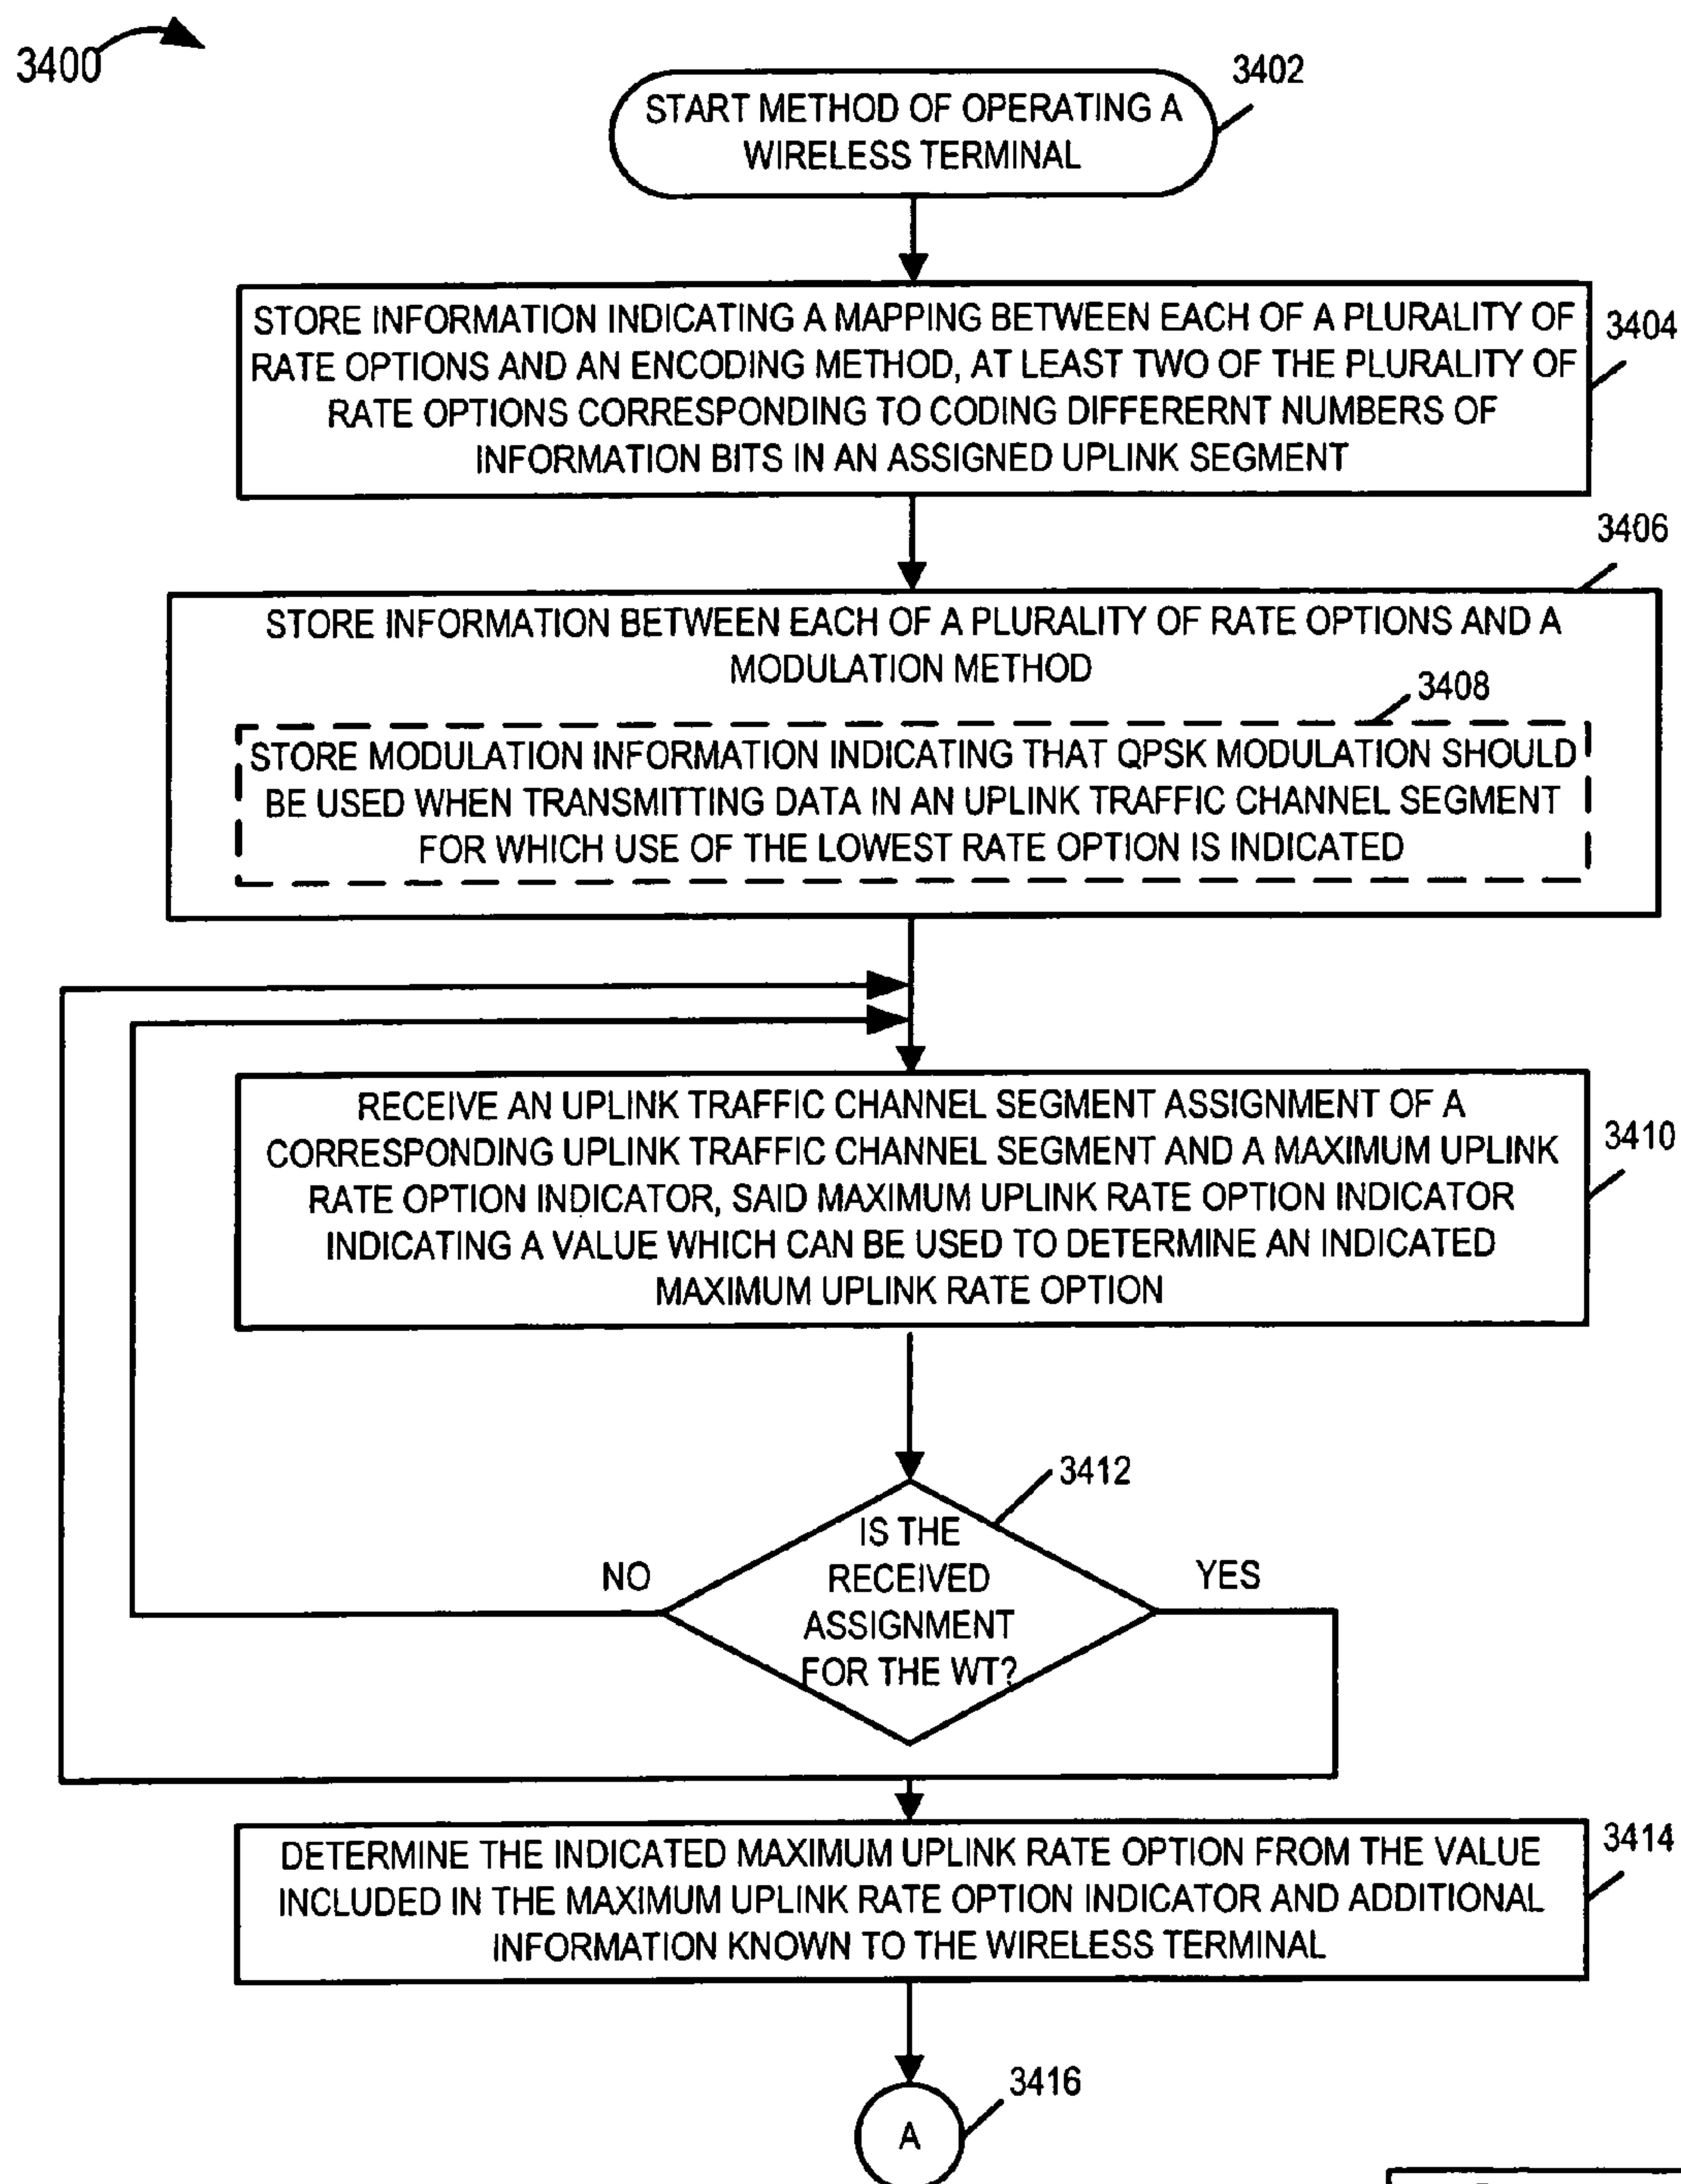 3400
3402
START METHOD OF OPERATING A
WIRELESS TERMINAL
STORE INFORMATION INDICATING A MAPPING BETWEEN EACH OF A PLURALITY OF
RATE OPTIONS AND AN ENCODING METHOD, AT LEAST TWO OF THE PLURALITY OF
RATE OPTIONS CORRESPONDING TO CODING DIFFERERNT NUMBERS OF
INFORMATION BITS IN AN ASSIGNED UPLINK SEGMENT
3404
3406
STORE INFORMATION BETWEEN EACH OF A PLURALITY OF RATE OPTIONS AND A
MODULATION METHOD
3408
STORE MODULATION INFORMATION INDICATING THAT QPSK MODULATION SHOULD
BE USED WHEN TRANSMITTING DATA IN AN UPLINK TRAFFIC CHANNEL SEGMENT
FOR WHICH USE OF THE LOWEST RATE OPTION IS INDICATED
RECEIVE AN UPLINK TRAFFIC CHANNEL SEGMENT ASSIGNMENT OF A
CORRESPONDING UPLINK TRAFFIC CHANNEL SEGMENT AND A MAXIMUM UPLINK
RATE OPTION INDICATOR, SAID MAXIMUM UPLINK RATE OPTION INDICATOR
INDICATING A VALUE WHICH CAN BE USED TO DETERMINE AN INDICATED
MAXIMUM UPLINK RATE OPTION
3410
3412
IS THE
RECEIVED
ASSIGNMENT
FOR THE WT?
NO
YES
DETERMINE THE INDICATED MAXIMUM UPLINK RATE OPTION FROM THE VALUE
INCLUDED IN THE MAXIMUM UPLINK RATE OPTION INDICATOR AND ADDITIONAL
INFORMATION KNOWN TO THE WIRELESS TERMINAL
3414
3416
A